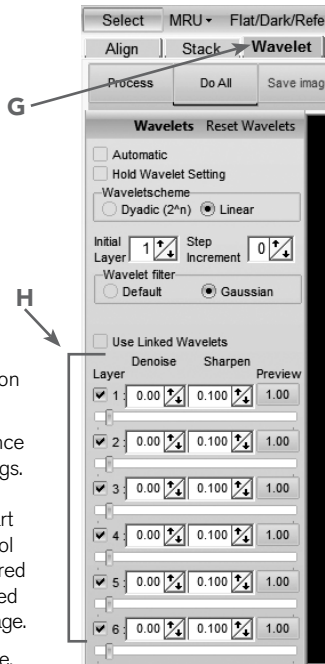 Select MRU Flat/Dark/Refe
Align Stack Wavelet
G
Process Do All Save imag
Wavelets Reset Wavelets
Automatic
Hold Wavelet Setting
Waveletscheme
Dyadic (2^n) Linear
Initial Layer 1 Step Increment 0
Wavelet filter
Default Gaussian
H
Use Linked Wavelets
Denoise Sharpen
Layer Preview
on
1: 0.00 0.100 1.00
nce
2: 0.00 0.100 1.00
gs.
3: 0.00 0.100 1.00
rt
ol
4: 0.00 0.100 1.00
red
ed
5: 0.00 0.100 1.00
ge.
6: 0.00 0.100 1.00
e.